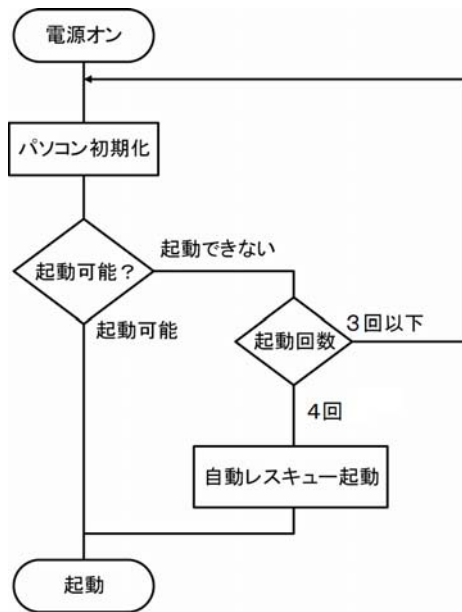 電源オン
パソコン初期化
起動できない
起動可能？
３回以下
起動可能
起動回数
４回
自動レスキュー起動
起動